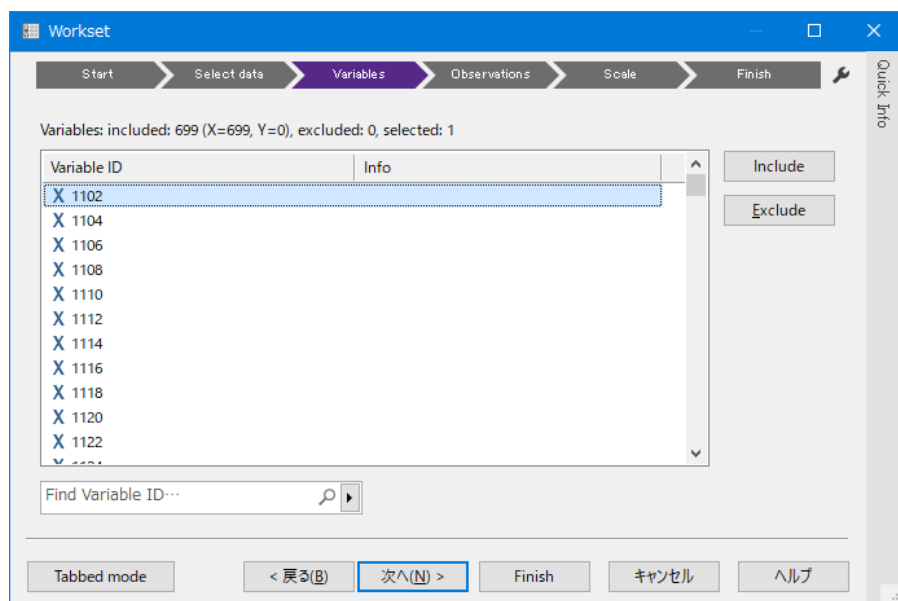 Workset
Start Select data Variables Observations Scale Finish
Quick Info
Variables: included: 699 (X=699, Y=0), excluded: 0, selected: 1
Variable ID Info
X 1102
X 1104
X 1106
X 1108
X 1110
X 1112
X 1114
X 1116
X 1118
X 1120
X 1122
Include
Exclude
Find Variable ID…
Tabbed mode < 戻る(B) 次へ(N) > Finish キャンセル ヘルプ